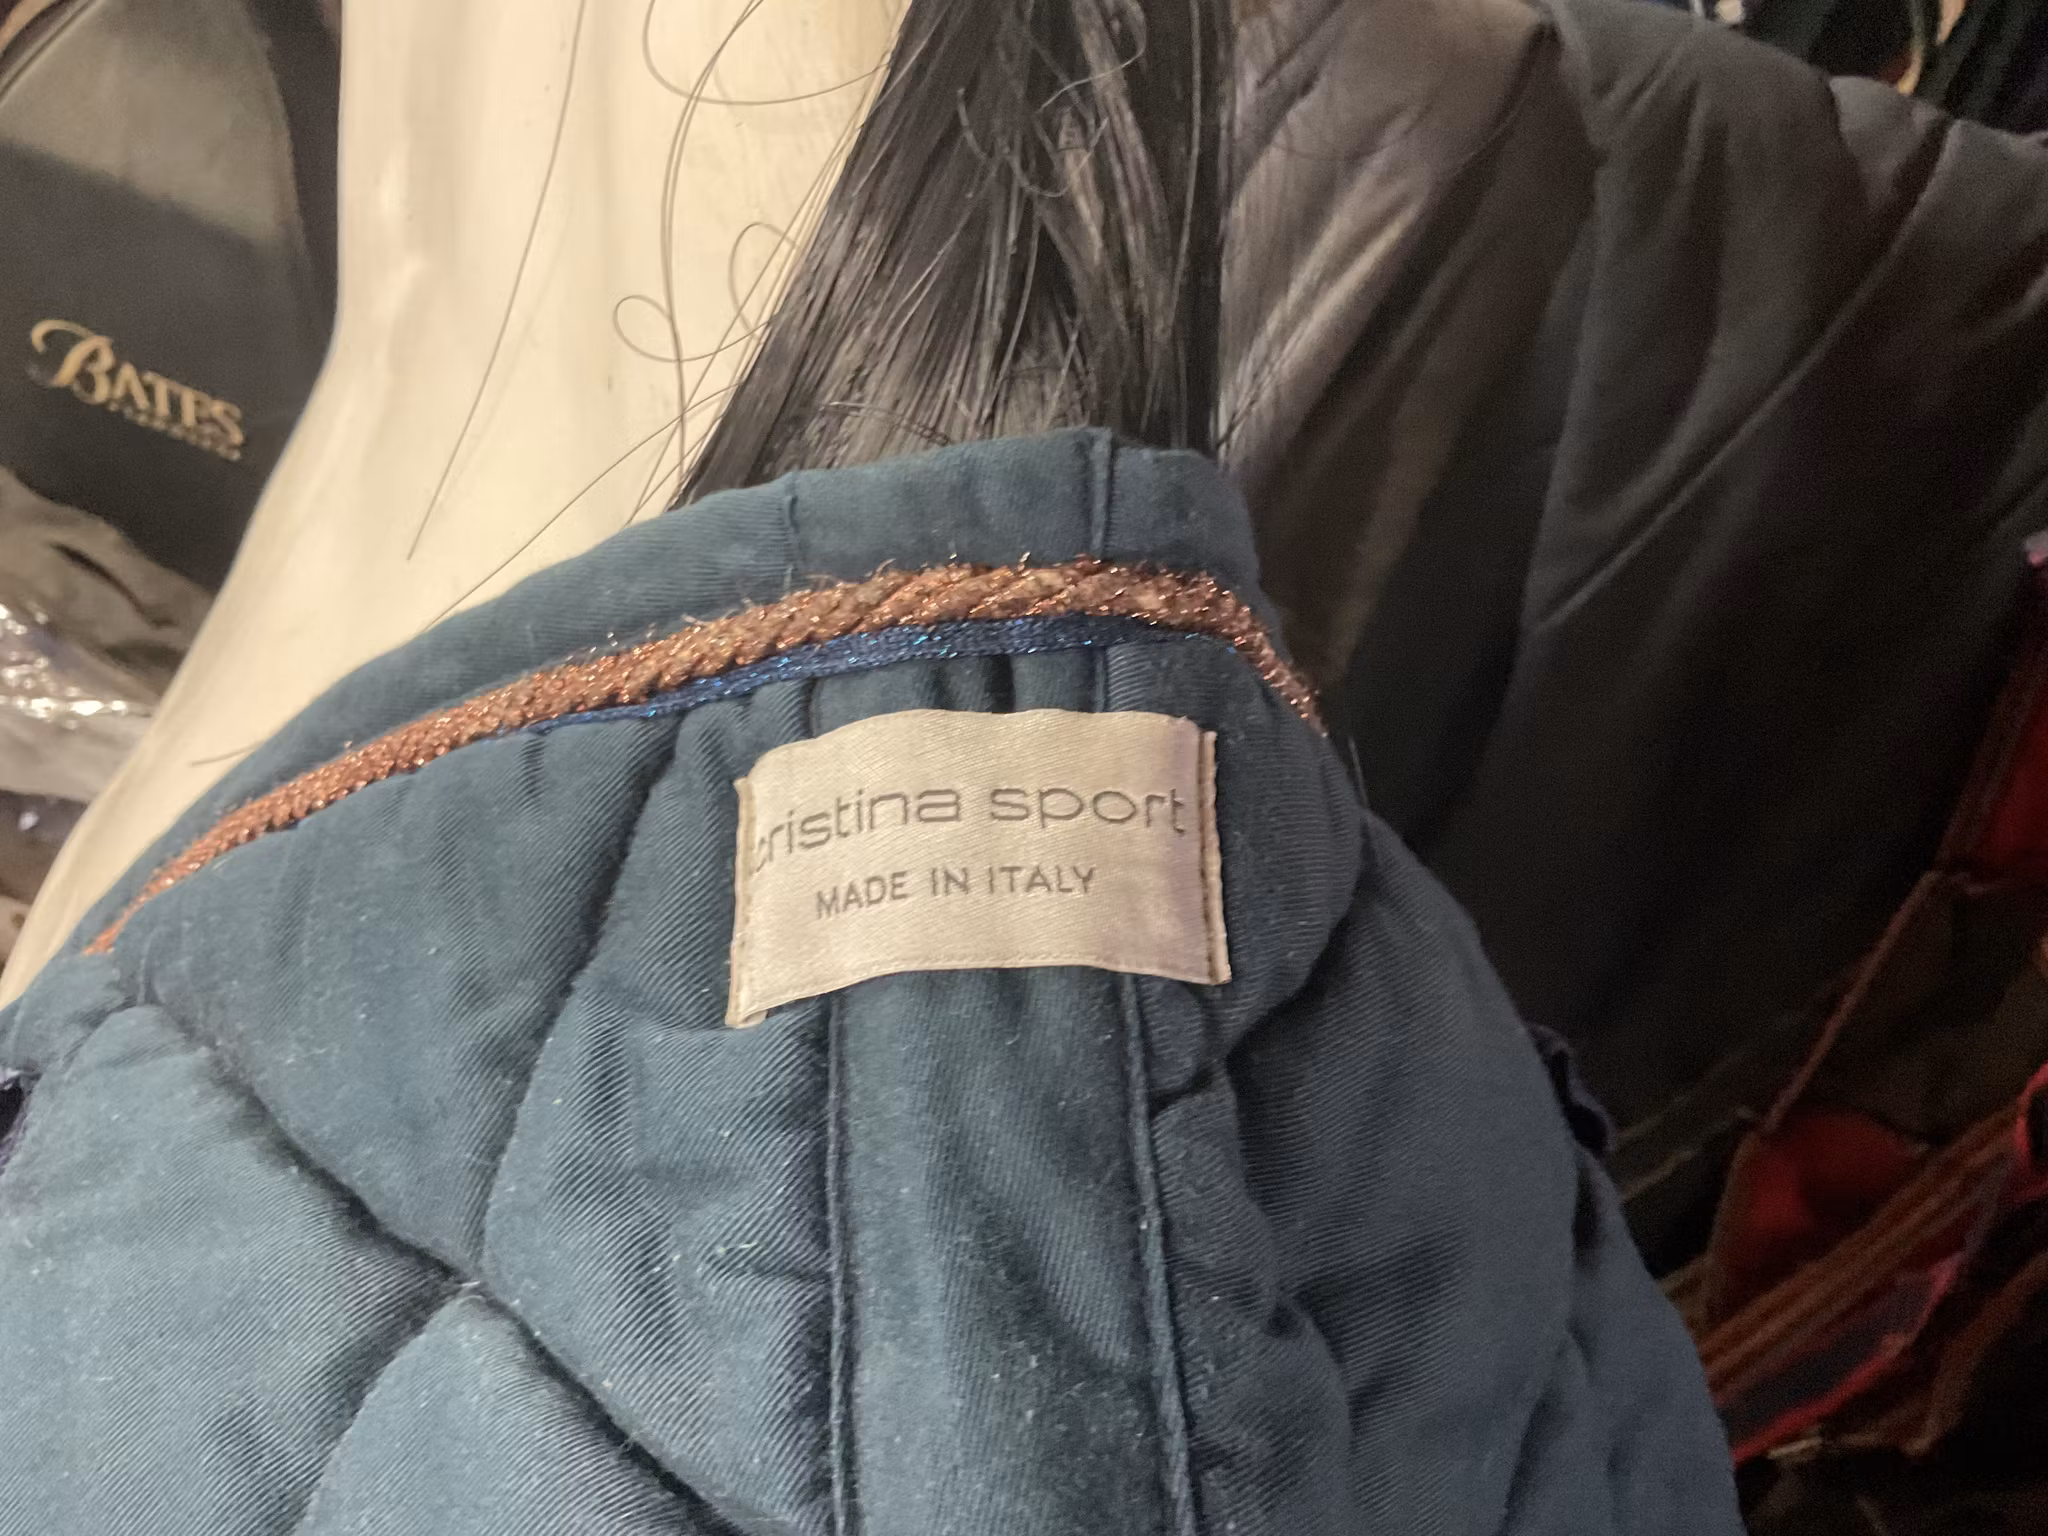 BATES
cristina sport
MADE IN ITALY